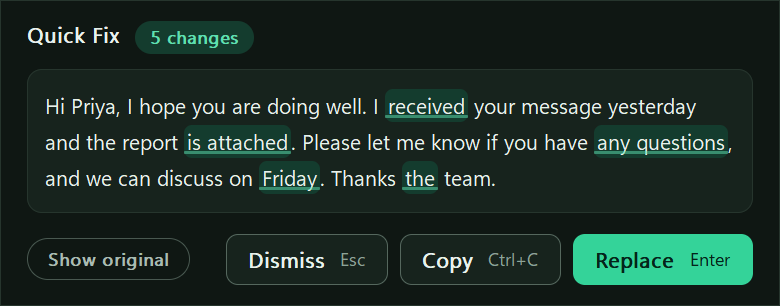 Quick Fix 5 changes
Hi Priya, I hope you are doing well. I received your message yesterday
and the report is attached. Please let me know if you have any questions,
and we can discuss on Friday. Thanks the team.
Show original Dismiss Esc Copy Ctrl+C Replace Enter